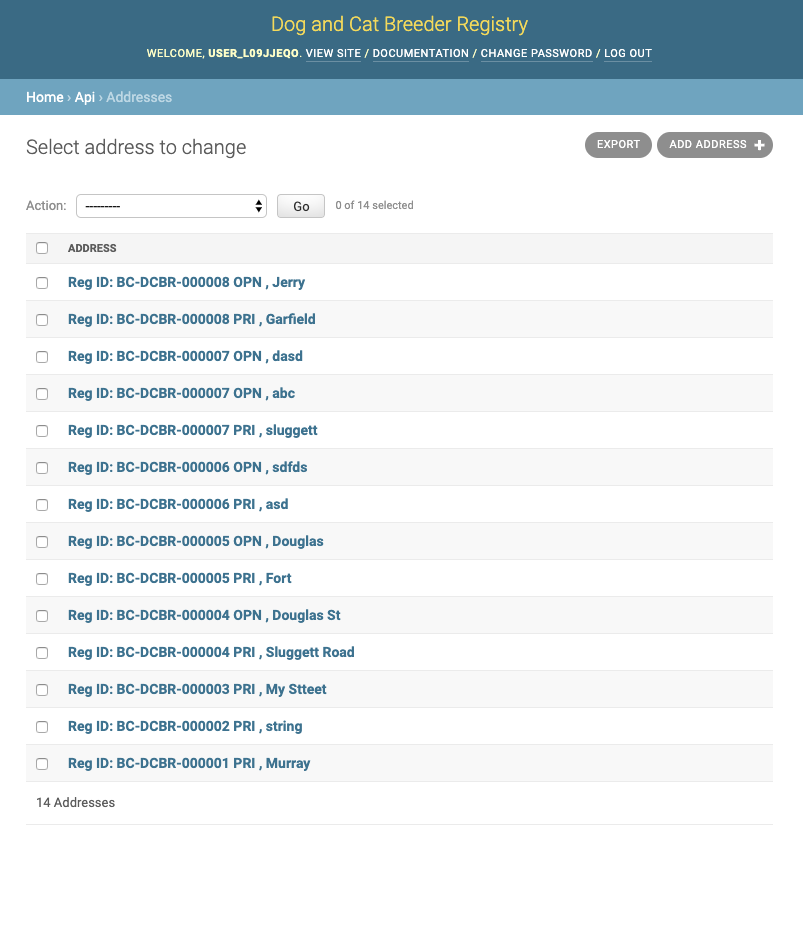 Dog and Cat Breeder Registry
WELCOME, USER_L09JJEQO. VIEW SITE / DOCUMENTATION / CHANGE PASSWORD / LOG OUT
Home › Api › Addresses
Select address to change
EXPORT
ADD ADDRESS +
Action: --------- Go 0 of 14 selected
ADDRESS
Reg ID: BC-DCBR-000008 OPN , Jerry
Reg ID: BC-DCBR-000008 PRI , Garfield
Reg ID: BC-DCBR-000007 OPN , dasd
Reg ID: BC-DCBR-000007 OPN , abc
Reg ID: BC-DCBR-000007 PRI , sluggett
Reg ID: BC-DCBR-000006 OPN , sdfds
Reg ID: BC-DCBR-000006 PRI , asd
Reg ID: BC-DCBR-000005 OPN , Douglas
Reg ID: BC-DCBR-000005 PRI , Fort
Reg ID: BC-DCBR-000004 OPN , Douglas St
Reg ID: BC-DCBR-000004 PRI , Sluggett Road
Reg ID: BC-DCBR-000003 PRI , My Stteet
Reg ID: BC-DCBR-000002 PRI , string
Reg ID: BC-DCBR-000001 PRI , Murray
14 Addresses